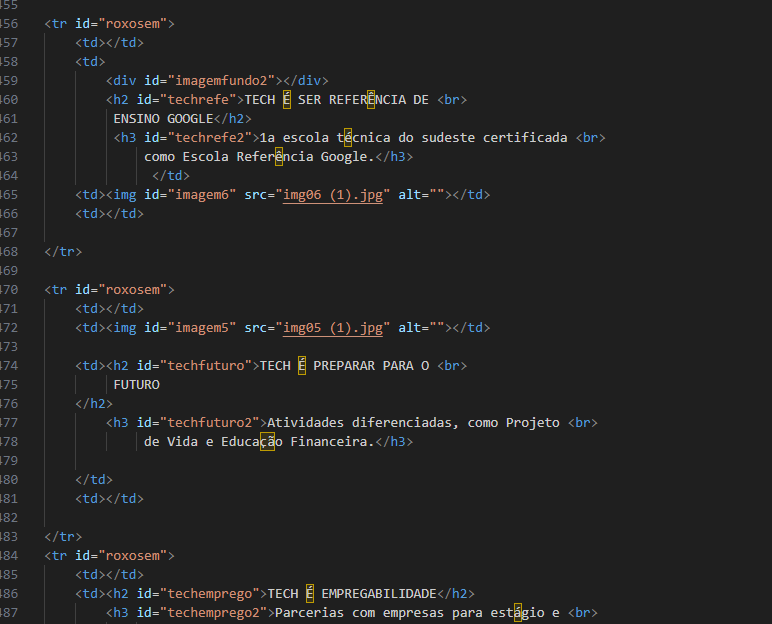 455
456 <tr id="roxosem">
457 <td></td>
458 <td>
459 <div id="imagemfundo2"></div>
460 <h2 id="techrefe">TECH É SER REFERÊNCIA DE <br>
461 ENSINO GOOGLE</h2>
462 <h3 id="techrefe2">1a escola técnica do sudeste certificada <br>
463 como Escola Referência Google.</h3>
464 </td>
465 <td><img id="imagem6" src="img06 (1).jpg" alt=""></td>
466 <td></td>
467
468 </tr>
469
470 <tr id="roxosem">
471 <td></td>
472 <td><img id="imagem5" src="img05 (1).jpg" alt=""></td>
473
474 <td><h2 id="techfuturo">TECH É PREPARAR PARA O <br>
475 FUTURO
476 </h2>
477 <h3 id="techfuturo2">Atividades diferenciadas, como Projeto <br>
478 de Vida e Educação Financeira.</h3>
479
480 </td>
481 <td></td>
482
483 </tr>
484 <tr id="roxosem">
485 <td></td>
486 <td><h2 id="techemprego">TECH É EMPREGABILIDADE</h2>
487 <h3 id="techemprego2">Parcerias com empresas para estágio e <br>